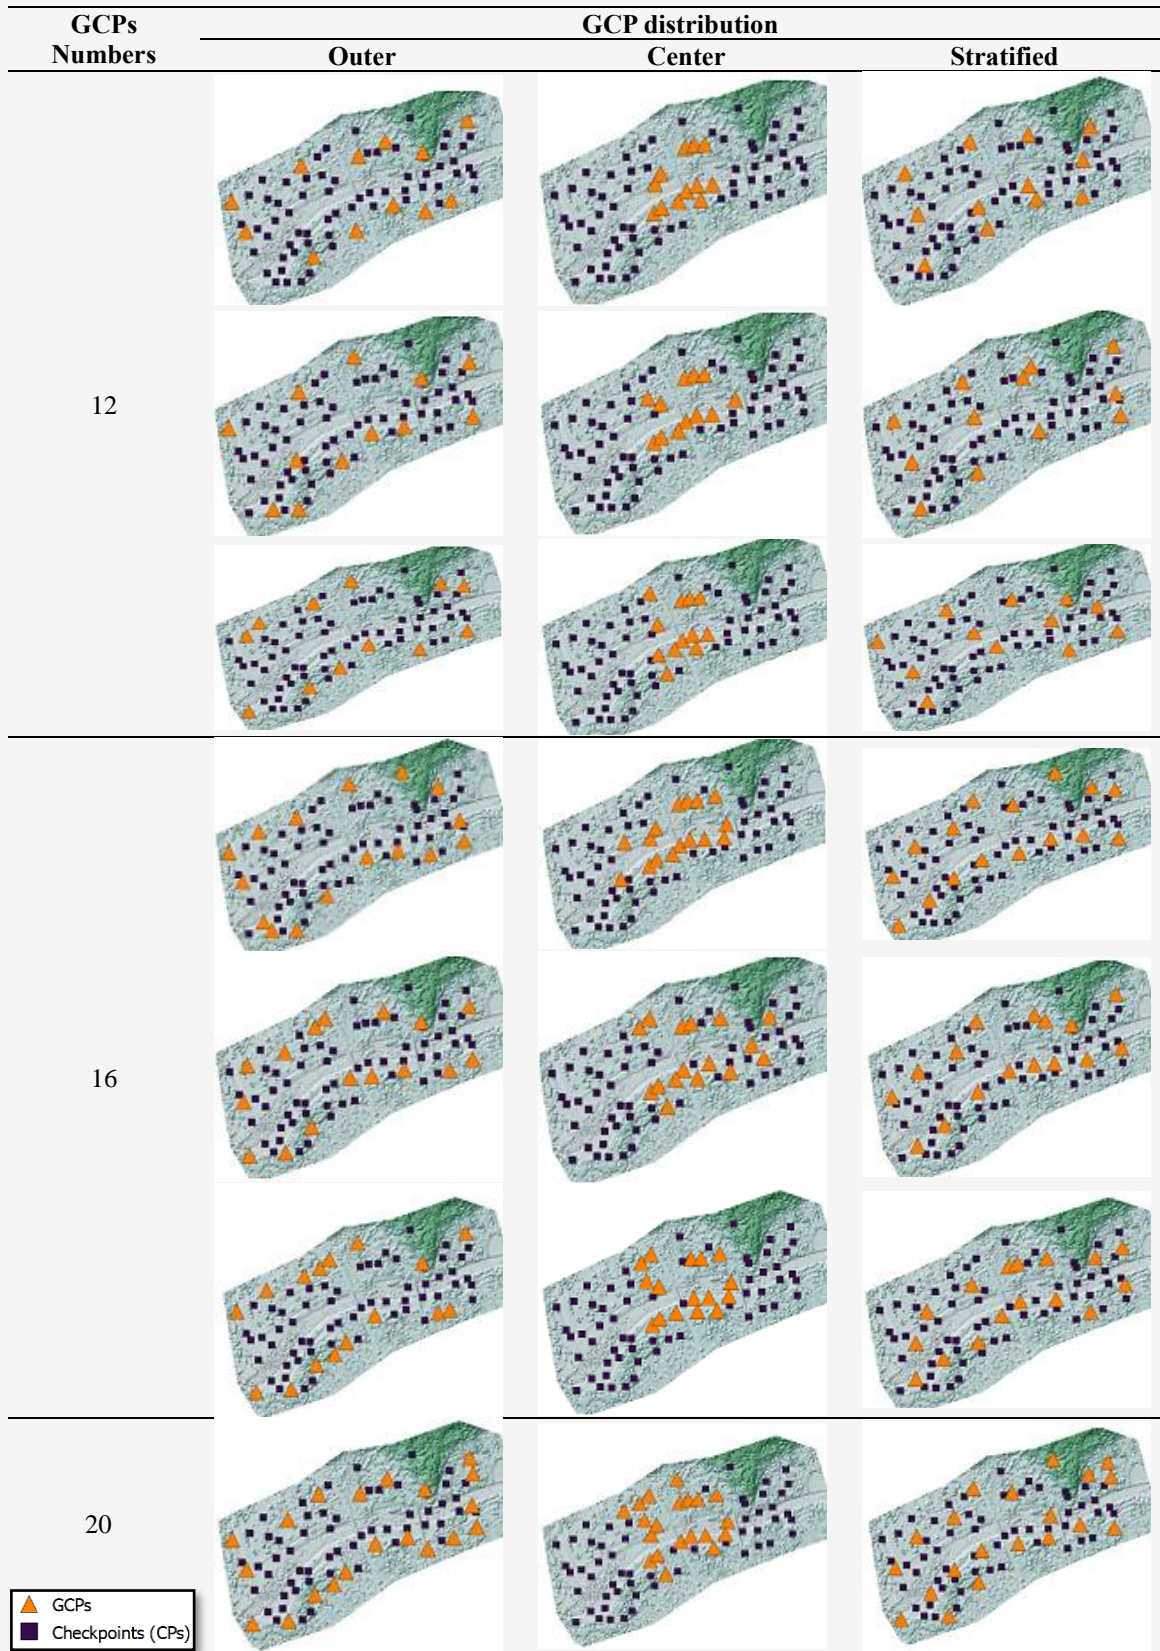 GCPs
Numbers
GCP distribution
Outer
Center
Stratified
12
16
20
GCPs
Checkpoints (CPs)